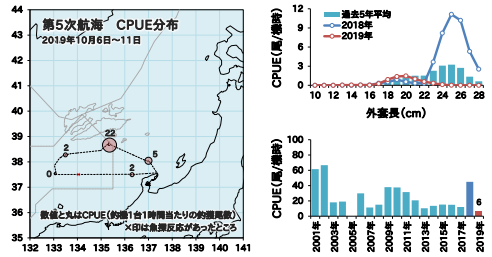 第5次航海 CPUE分布
2019年10月6日～11日
44
43
42
41
40
39
38
37
36
35
132 133 134 135 136 137 138 139 140 141
22
2
5
0
2
数値と丸はCPUE(釣機1台1時間当たりの釣獲尾数)
×印は魚探反応があったところ
CPUE(尾/機時)
12
10
8
6
4
2
0
過去5年平均
2018年
2019年
10 12 14 16 18 20 22 24 26 28
外套長(cm)
CPUE(尾/機時)
100
80
60
40
20
0
6
2001年
2003年
2005年
2007年
2009年
2011年
2013年
2015年
2017年
2019年